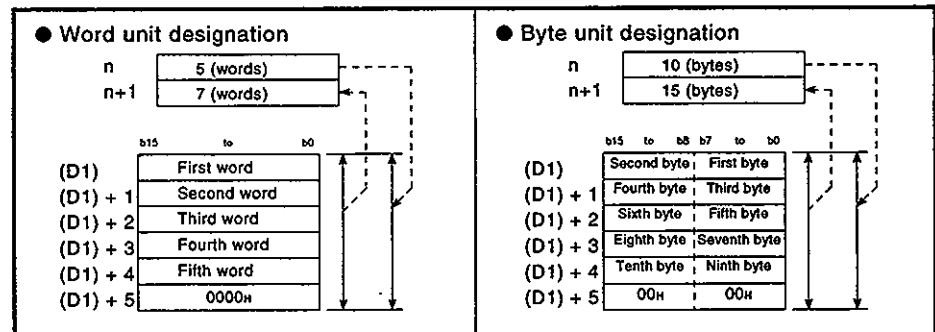 ● Word unit designation
n 5 (words)
n+1 7 (words)
b15 to b0
(D1) First word
(D1) + 1 Second word
(D1) + 2 Third word
(D1) + 3 Fourth word
(D1) + 4 Fifth word
(D1) + 5 0000H
● Byte unit designation
n 10 (bytes)
n+1 15 (bytes)
b15 to b8 b7 to b0
(D1) Second byte First byte
(D1) + 1 Fourth byte Third byte
(D1) + 2 Sixth byte Fifth byte
(D1) + 3 Eighth byte Seventh byte
(D1) + 4 Tenth byte Ninth byte
(D1) + 5 00H 00H